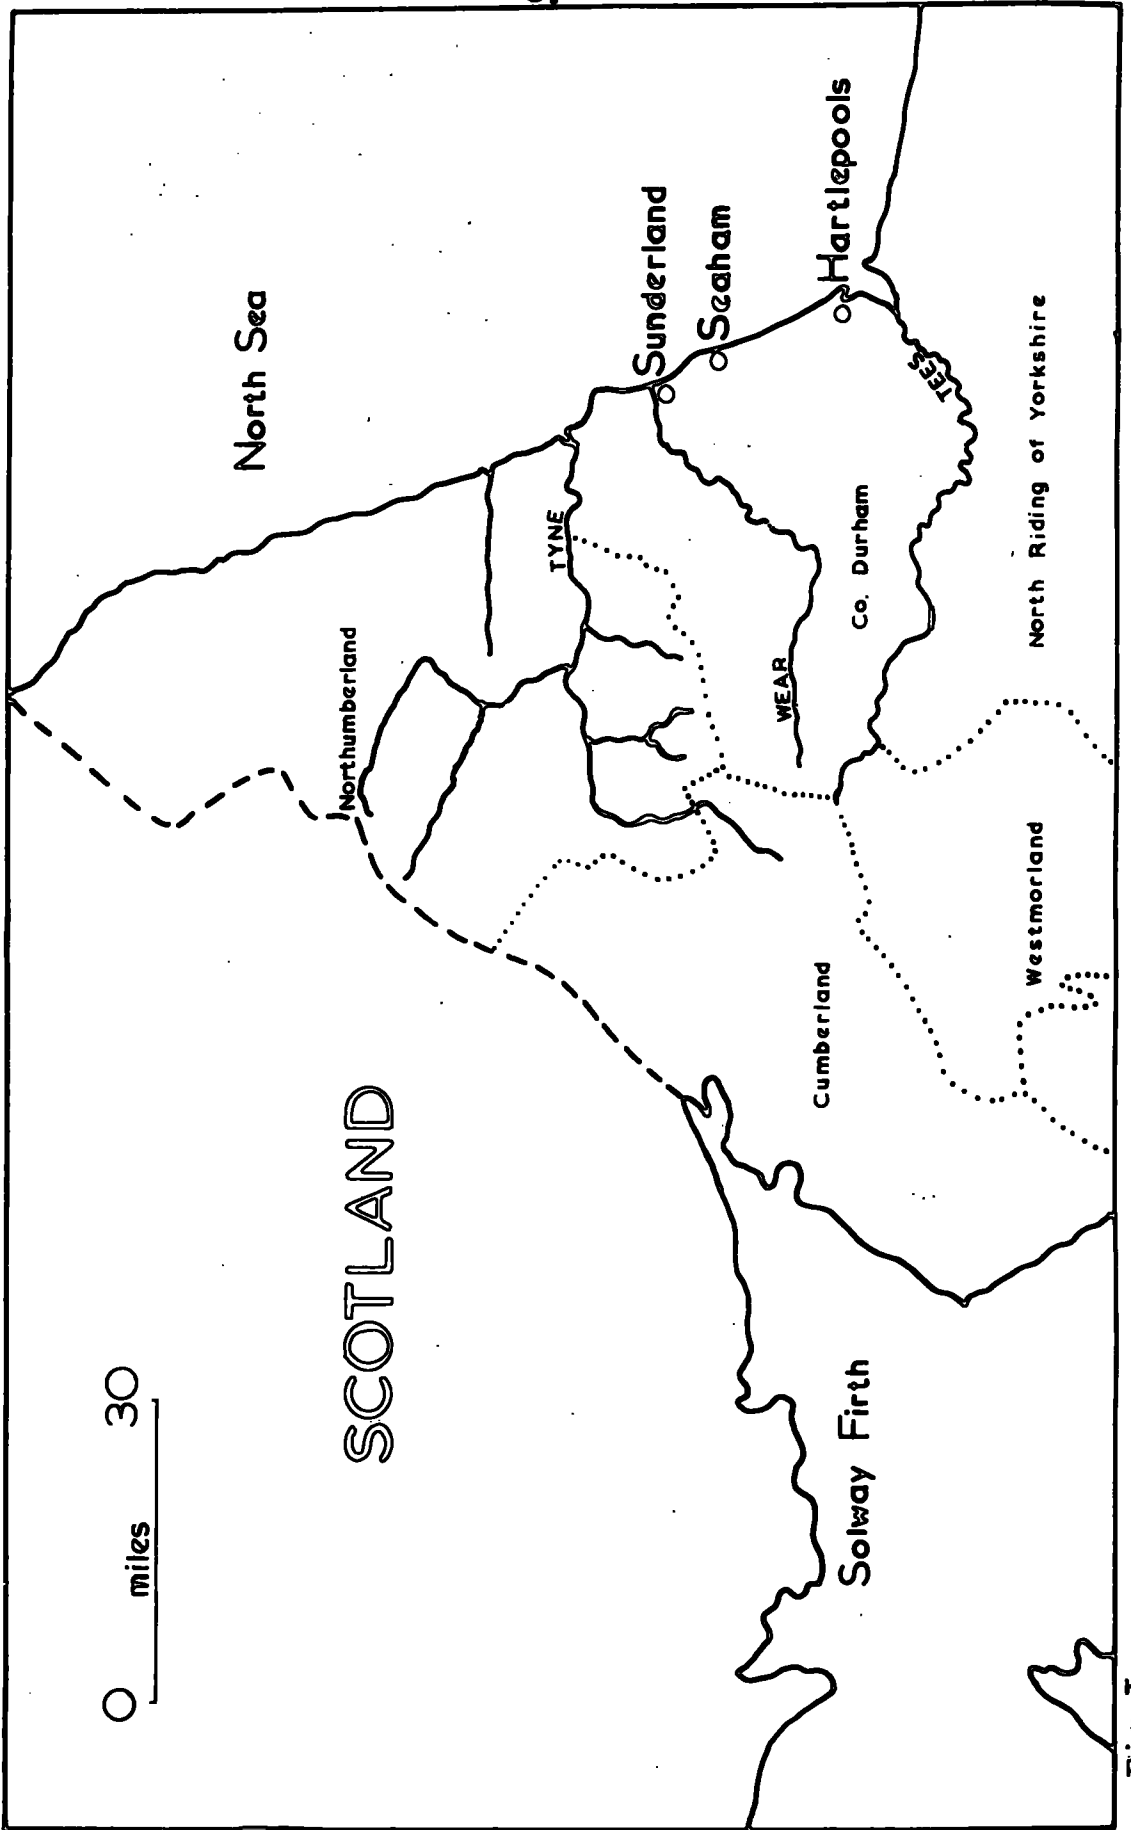 0 30
miles
SCOTLAND
North Sea
Northumberland
TYNE
Sunderland
Seaham
WEAR
Co. Durham
Hartlepools
TEES
Cumberland
Solway Firth
Westmorland
North Riding of Yorkshire